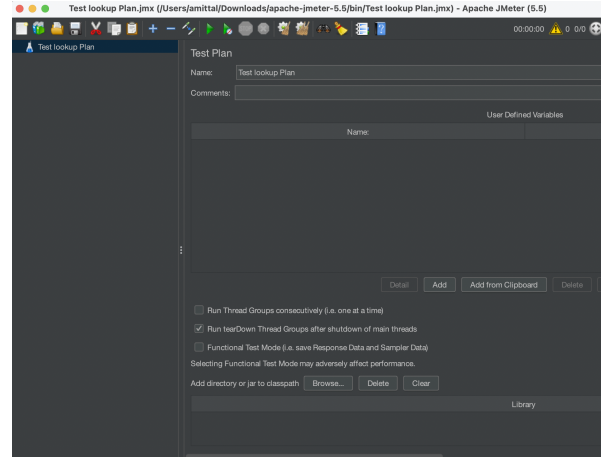 Test lookup Plan.jmx (/Users/amittal/Downloads/apache-jmeter-5.5/bin/Test lookup Plan.jmx) - Apache JMeter (5.5)
00:00:00 0 0/0
Test lookup Plan
Test Plan
Name: Test lookup Plan
Comments:
User Defined Variables
Name:
Detail Add Add from Clipboard Delete
Run Thread Groups consecutively (i.e. one at a time)
Run tearDown Thread Groups after shutdown of main threads
Functional Test Mode (i.e. save Response Data and Sampler Data)
Selecting Functional Test Mode may adversely affect performance.
Add directory or jar to classpath Browse... Delete Clear
Library